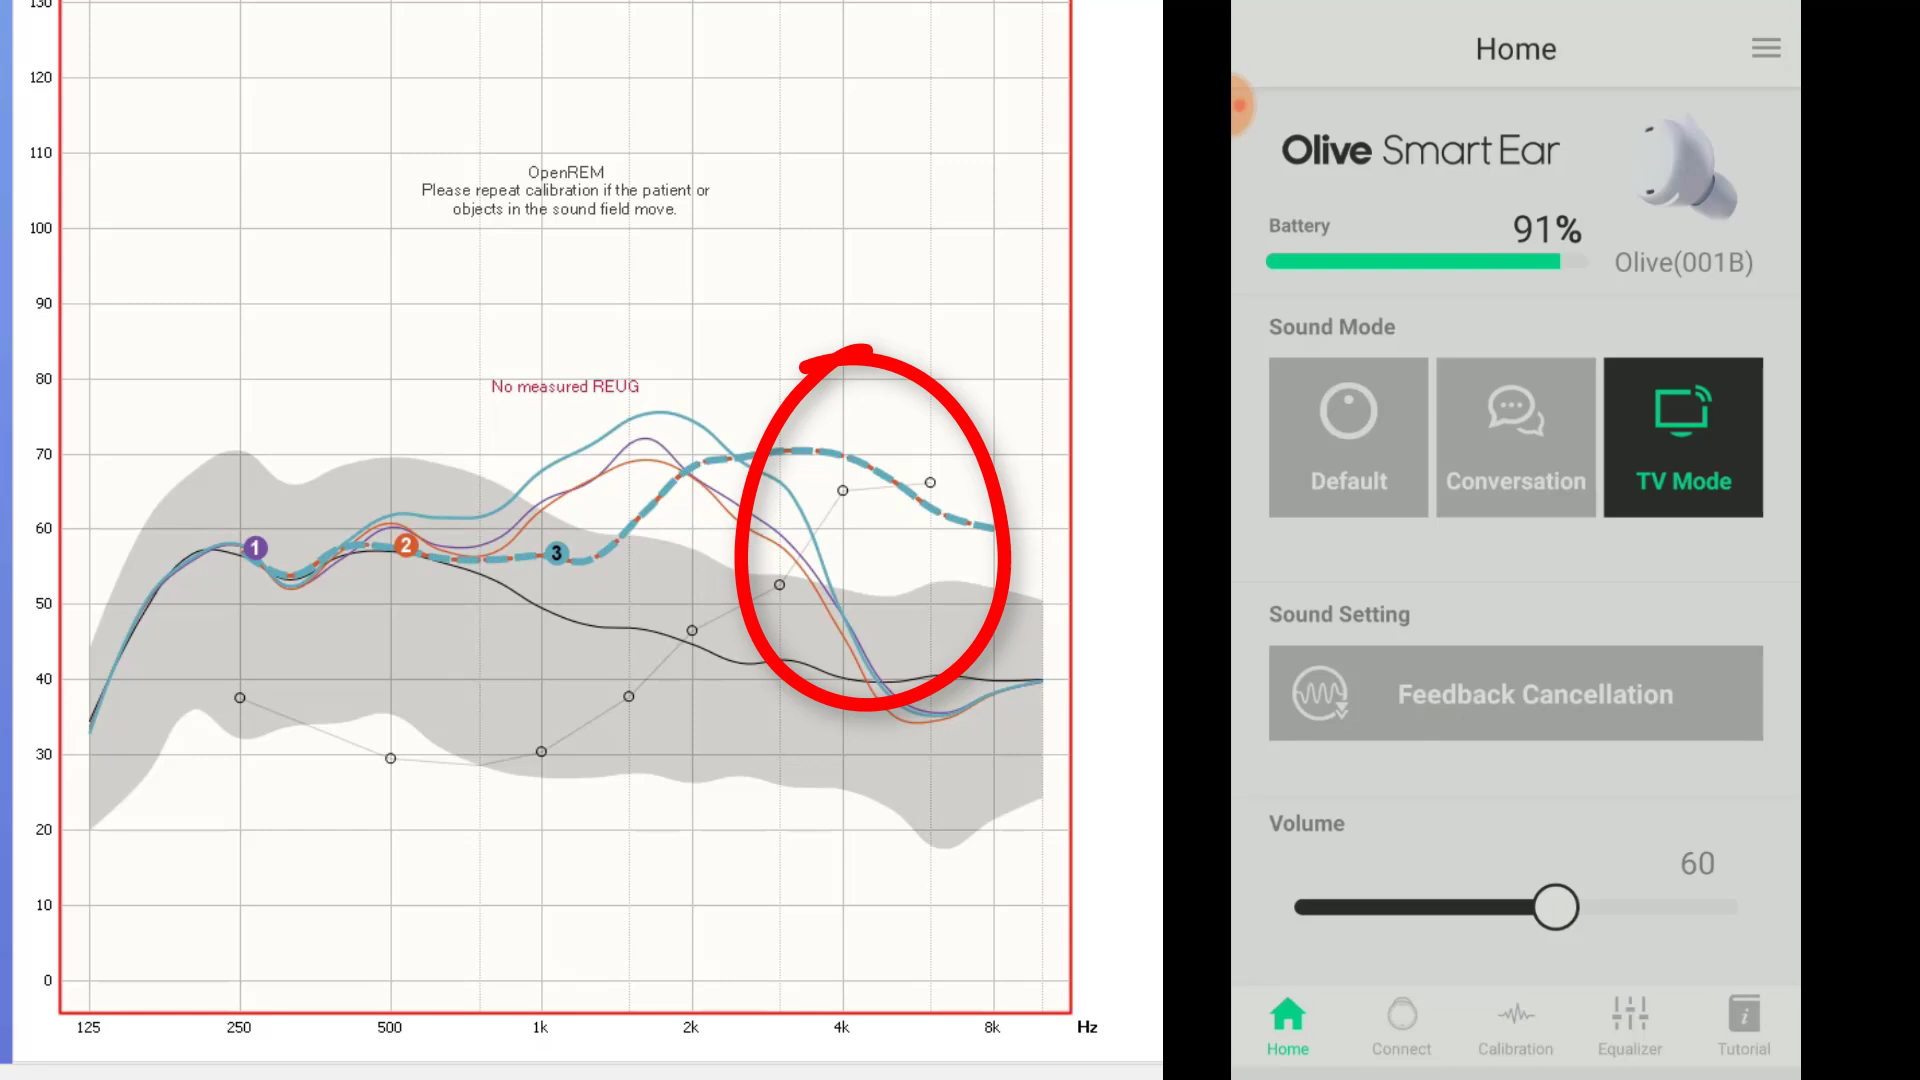 130
120
110
100
90
80
70
60
50
40
30
20
10
0
OpenREM
Please repeat calibration if the patient or
objects in the sound field move.
No measured REUG
1
2
3
125 250 500 1k 2k 4k 8k Hz
Home
Olive Smart Ear
Battery 91%
Olive(001B)
Sound Mode
Default Conversation TV Mode
Sound Setting
Feedback Cancellation
Volume
60
Home Connect Calibration Equalizer Tutorial